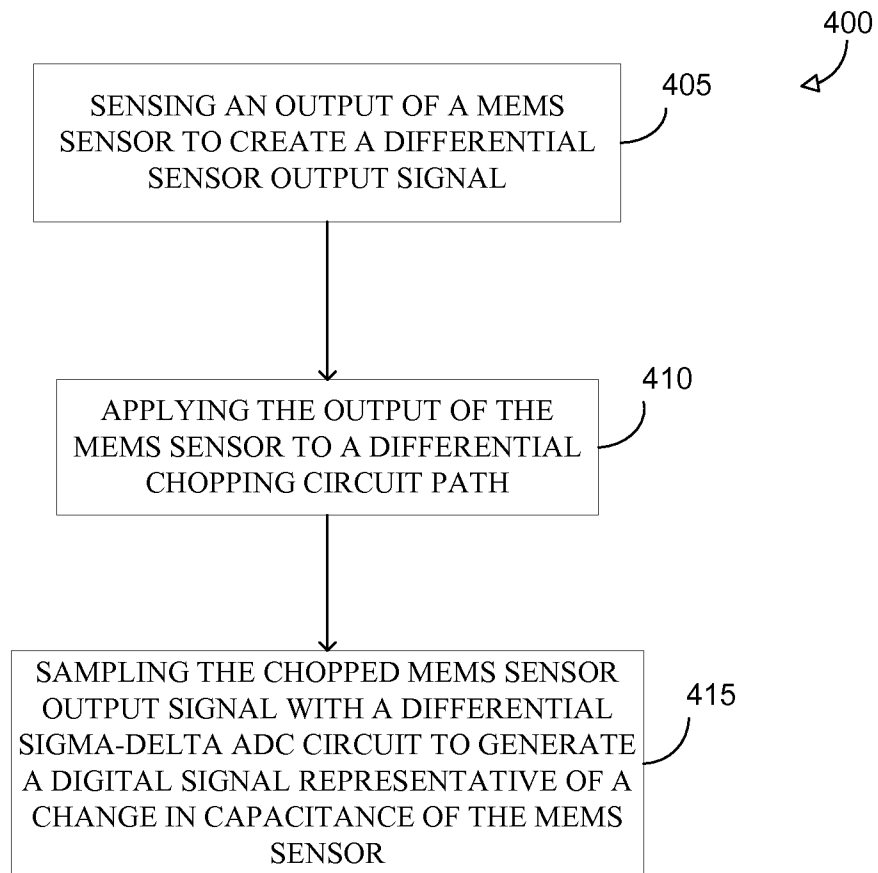 400
405
SENSING AN OUTPUT OF A MEMS
SENSOR TO CREATE A DIFFERENTIAL
SENSOR OUTPUT SIGNAL
410
APPLYING THE OUTPUT OF THE
MEMS SENSOR TO A DIFFERENTIAL
CHOPPING CIRCUIT PATH
415
SAMPLING THE CHOPPED MEMS SENSOR
OUTPUT SIGNAL WITH A DIFFERENTIAL
SIGMA-DELTA ADC CIRCUIT TO GENERATE
A DIGITAL SIGNAL REPRESENTATIVE OF A
CHANGE IN CAPACITANCE OF THE MEMS
SENSOR